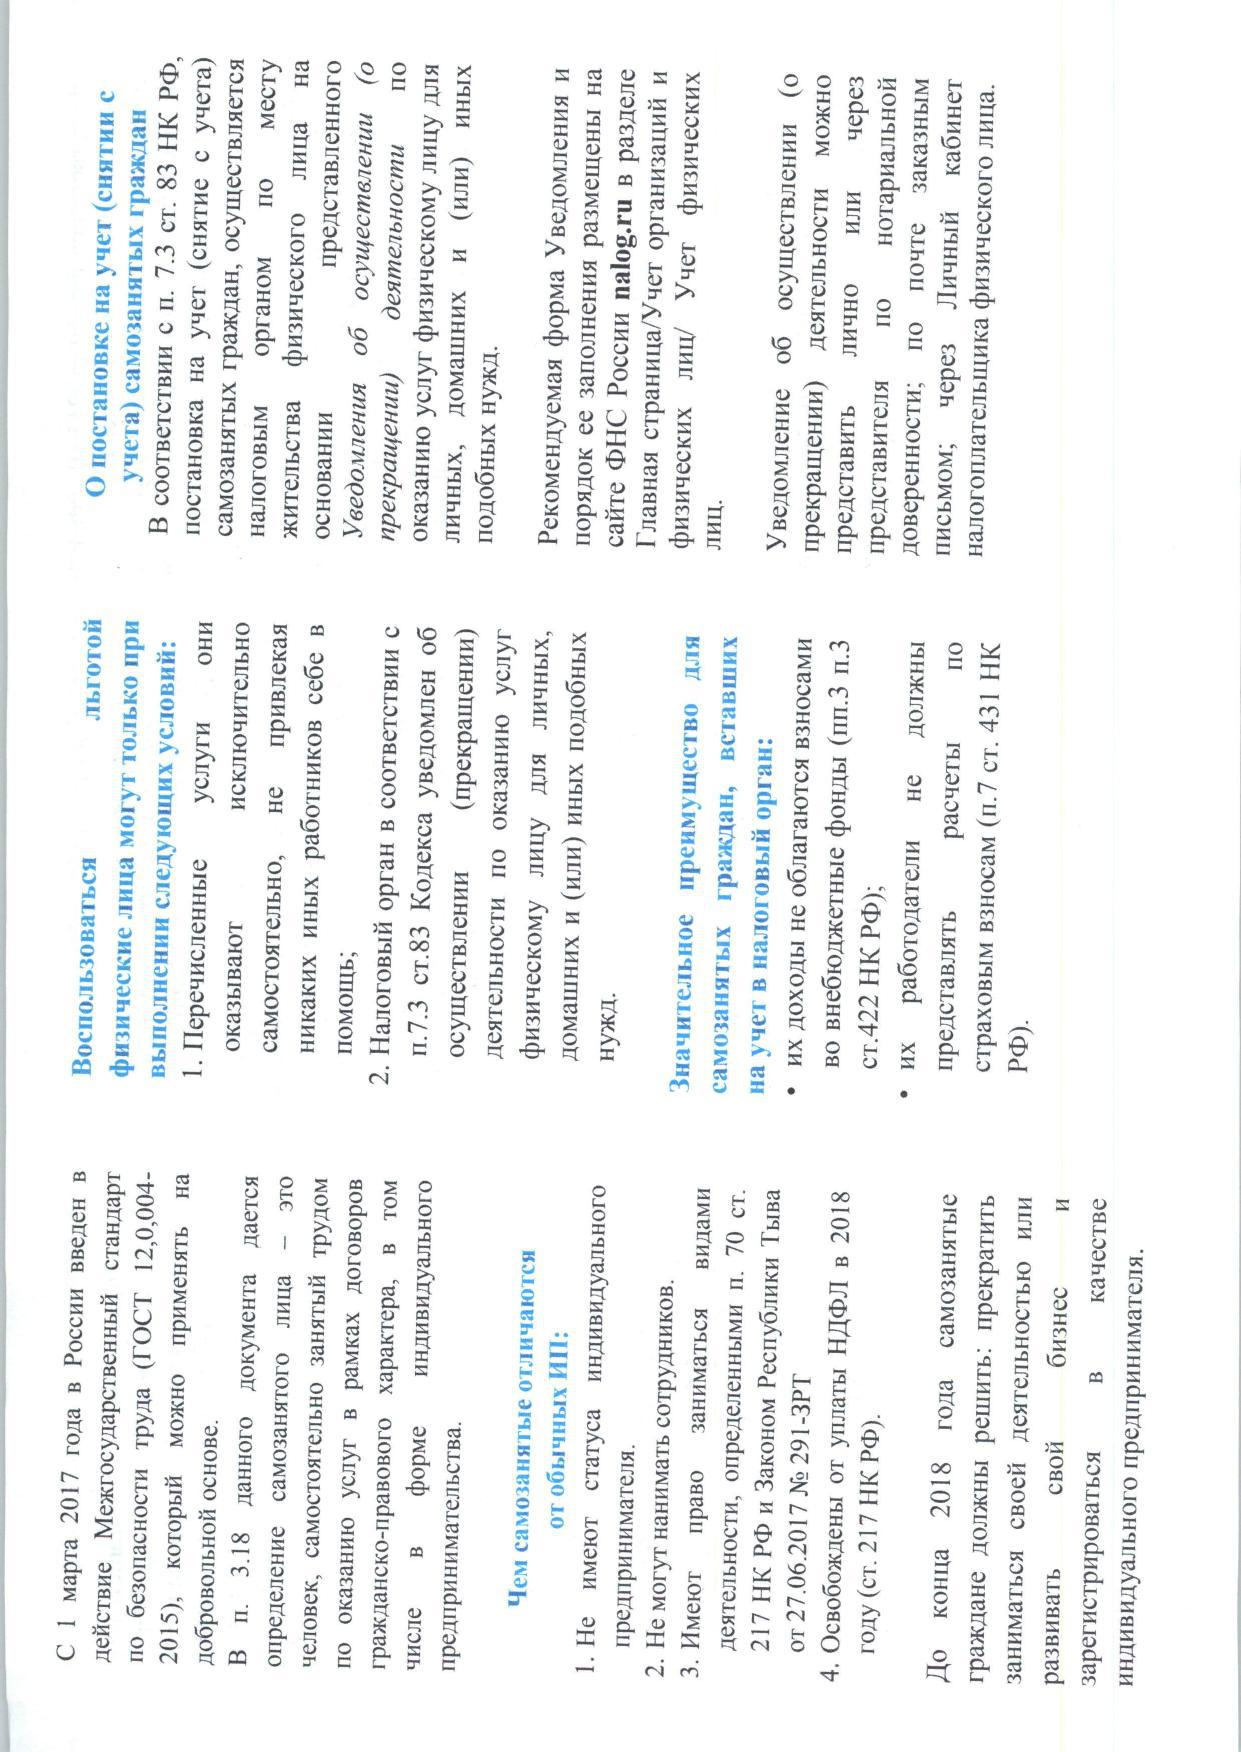 С 1 марта 2017 года в России введен в
действие Межгосударственный стандарт
по безопасности труда (ГОСТ 12,004-
2015), который можно применять на
добровольной основе.
В п. 3.18 данного документа дается
определение самозанятого лица – это
человек, самостоятельно занятый трудом
по оказанию услуг в рамках договоров
гражданско-правового характера, в том
числе в форме индивидуального
предпринимательства.
Чем самозанятые отличаются
от обычных ИП:
1. Не имеют статуса индивидуального
предпринимателя.
2. Не могут нанимать сотрудников.
3. Имеют право заниматься видами
деятельности, определенными п. 70 ст.
217 НК РФ и Законом Республики Тыва
от 27.06.2017 № 291-ЗРТ
4. Освобождены от уплаты НДФЛ в 2018
году (ст. 217 НК РФ).
До конца 2018 года самозанятые
граждане должны решить: прекратить
заниматься своей деятельностью или
развивать свой бизнес и
зарегистрироваться в качестве
индивидуального предпринимателя.
Воспользоваться льготой
физические лица могут только при
выполнении следующих условий:
1. Перечисленные услуги они
оказывают исключительно
самостоятельно, не привлекая
никаких иных работников себе в
помощь;
2. Налоговый орган в соответствии с
п.7.3 ст.83 Кодекса уведомлен об
осуществлении (прекращении)
деятельности по оказанию услуг
физическому лицу для личных,
домашних и (или) иных подобных
нужд.
Значительное преимущество для
самозанятых граждан, вставших
на учет в налоговый орган:
• их доходы не облагаются взносами
во внебюджетные фонды (пп.3 п.3
ст.422 НК РФ);
• их работодатели не должны
представлять расчеты по
страховым взносам (п.7 ст. 431 НК
РФ).
О постановке на учет (снятии с
учета) самозанятых граждан
В соответствии с п. 7.3 ст. 83 НК РФ,
постановка на учет (снятие с учета)
самозанятых граждан, осуществляется
налоговым органом по месту
жительства физического лица на
основании представленного
Уведомления об осуществлении (о
прекращении) деятельности по
оказанию услуг физическому лицу для
личных, домашних и (или) иных
подобных нужд.
Рекомендуемая форма Уведомления и
порядок ее заполнения размещены на
сайте ФНС России nalog.ru в разделе
Главная страница/Учет организаций и
физических лиц/ Учет физических
лиц.
Уведомление об осуществлении (о
прекращении) деятельности можно
представить лично или через
представителя по нотариальной
доверенности; по почте заказным
письмом; через Личный кабинет
налогоплательщика физического лица.